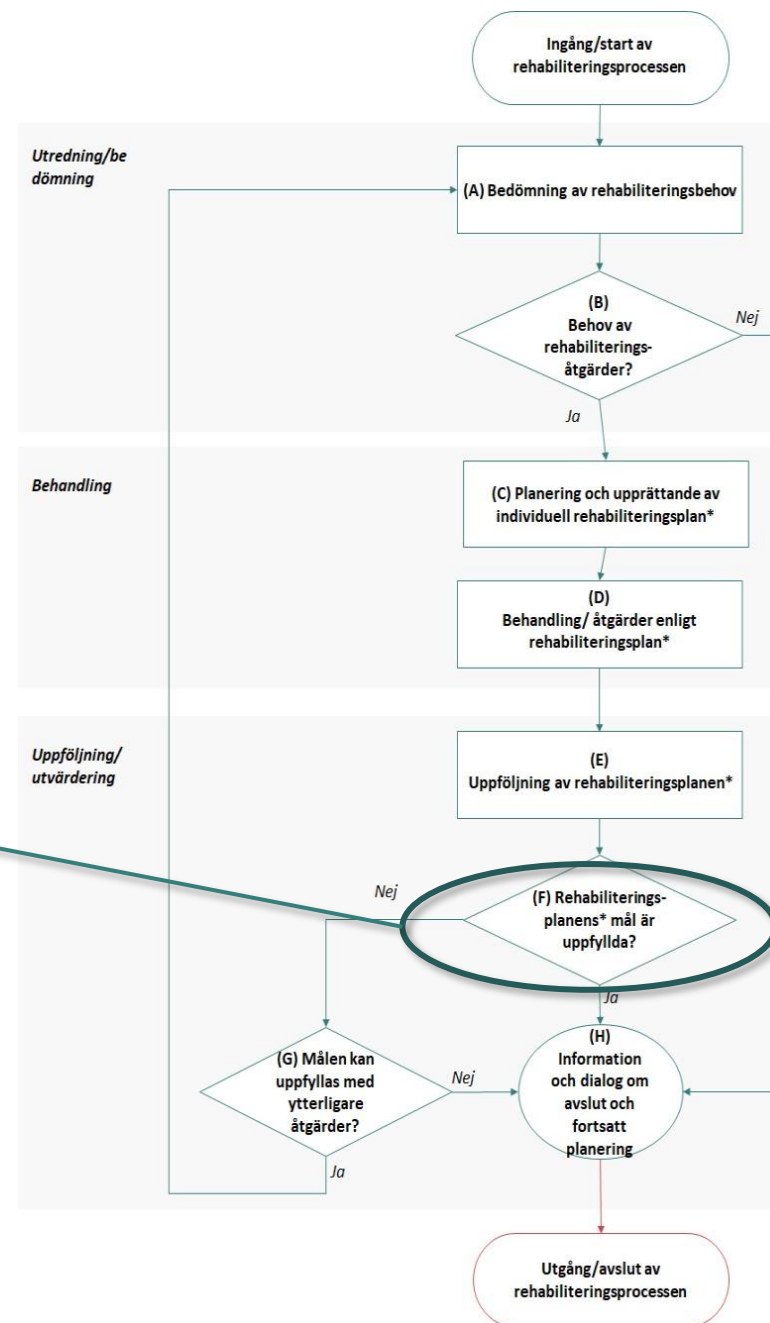 Ingång/start av
rehabiliteringsprocessen
Utredning/be
dömning
(A) Bedömning av rehabiliteringsbehov
(B)
Behov av
rehabiliterings-
åtgärder?
Nej
Ja
Behandling
(C) Planering och upprättande av
individuell rehabiliteringsplan*
(D)
Behandling/ åtgärder enligt
rehabiliteringsplan*
Uppföljning/
utvärdering
(E)
Uppföljning av rehabiliteringsplanen*
Nej
(F) Rehabiliterings-
planens* mål är
uppfyllda?
Ja
(G) Målen kan
uppfyllas med
ytterligare
åtgärder?
Nej
Ja
(H)
Information
och dialog om
avslut och
fortsatt
planering
Utgång/avslut av
rehabiliteringsprocessen